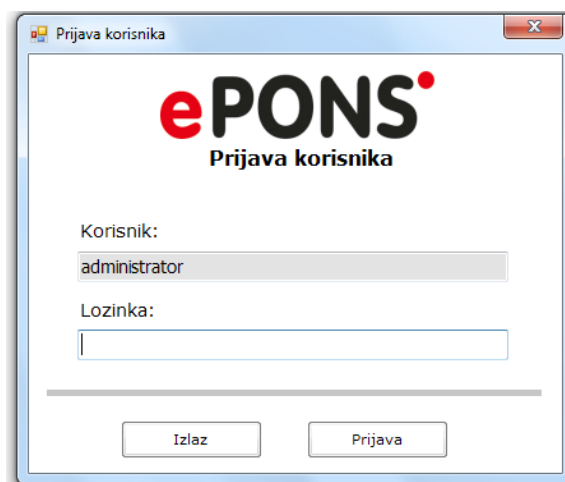 Prijava korisnika
ePONS
Prijava korisnika
Korisnik:
administrator
Lozinka:
Izlaz
Prijava